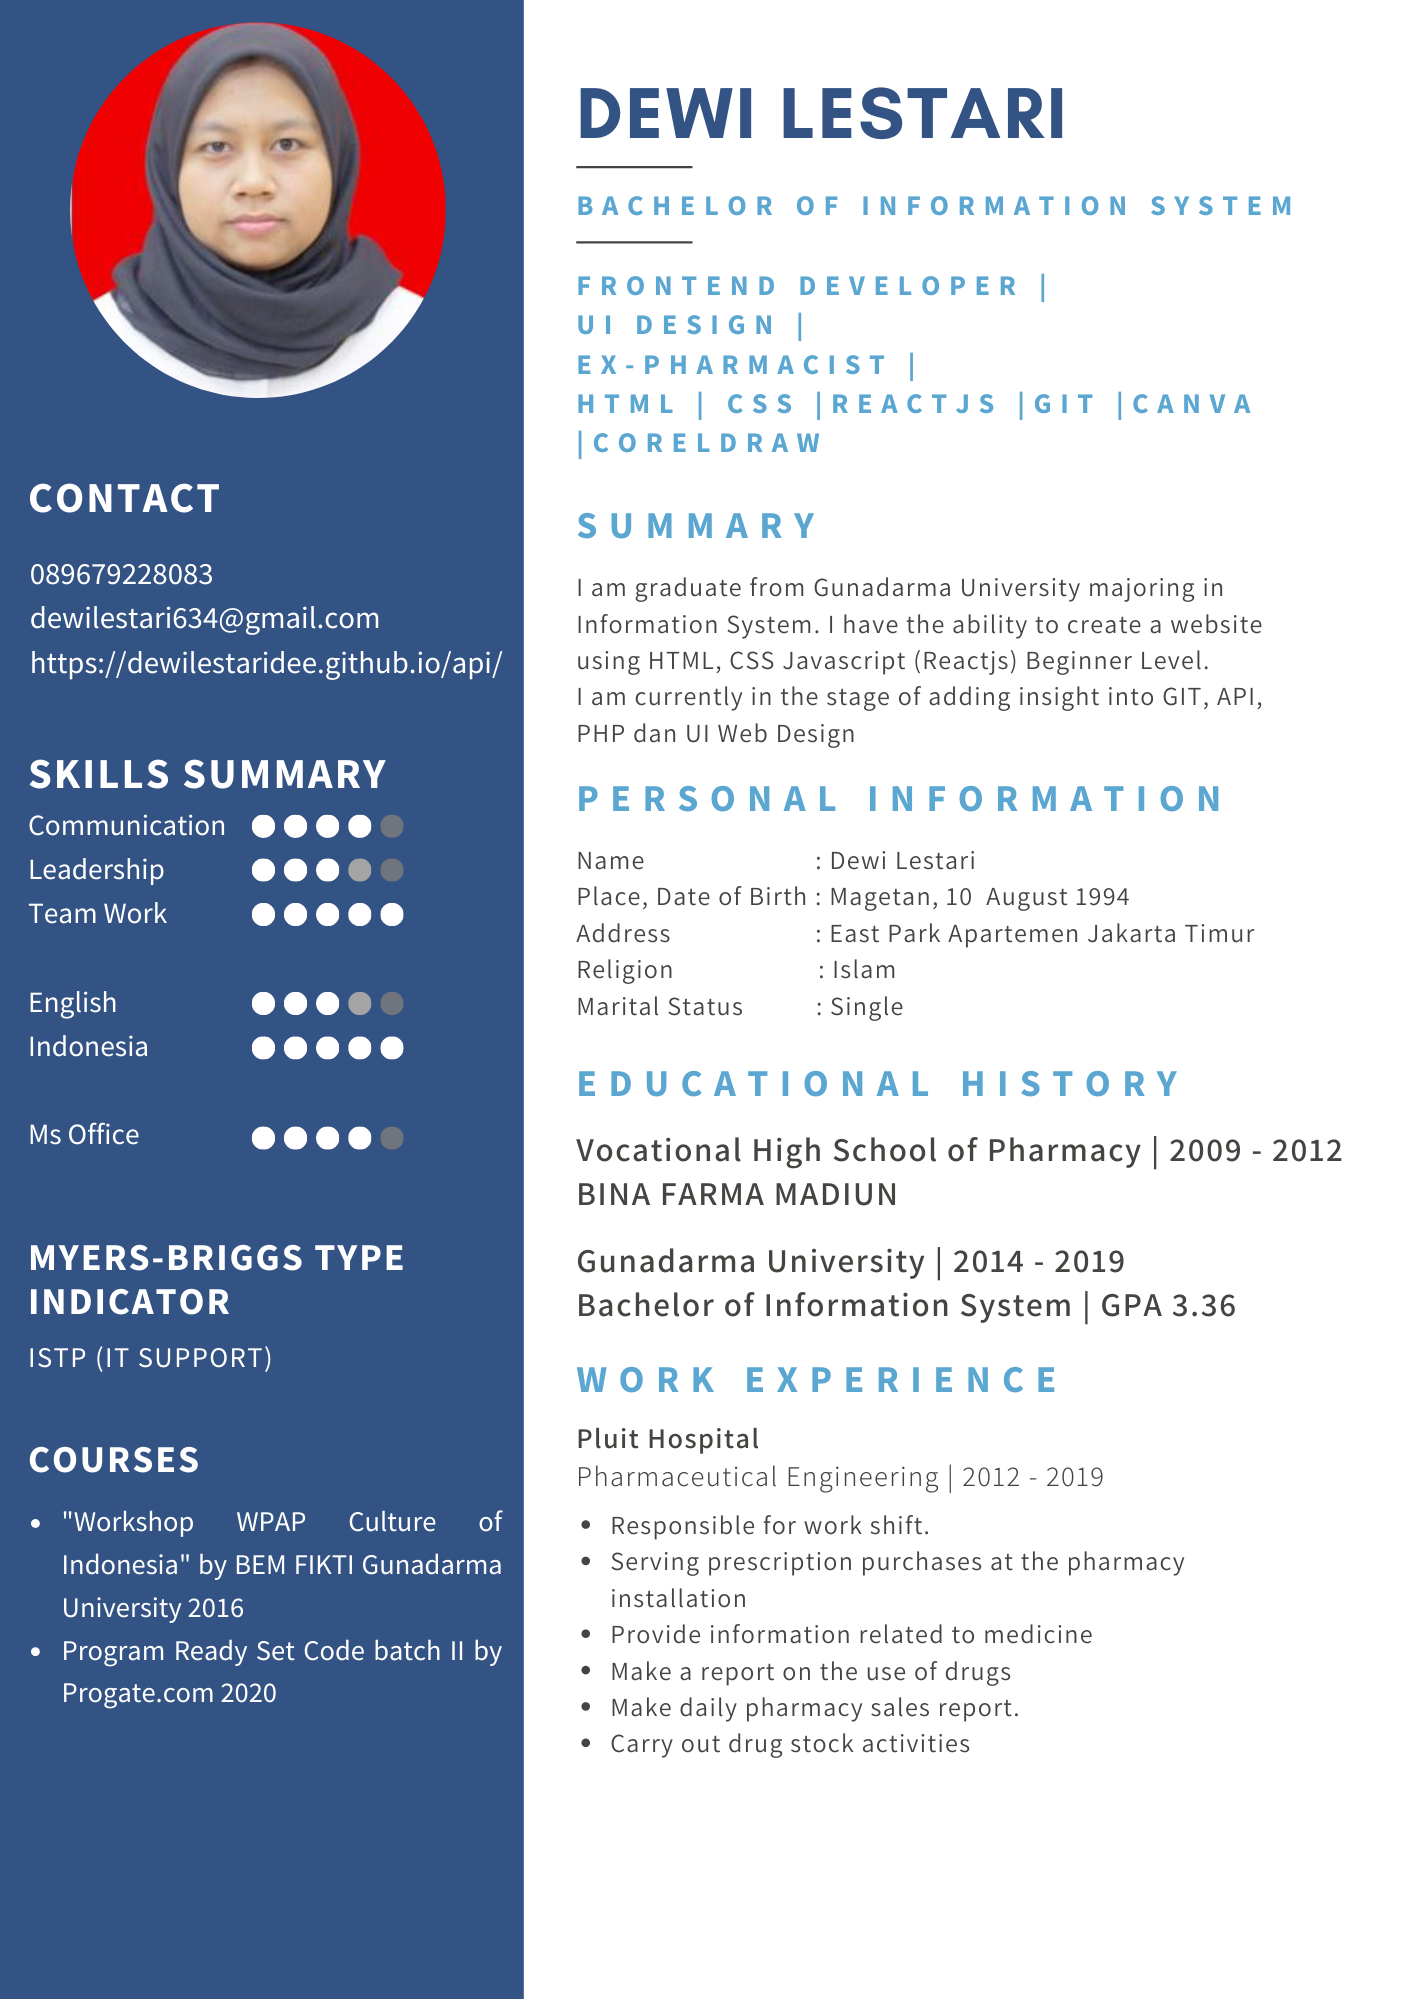 CONTACT
089679228083
dewilestari634@gmail.com
https://dewilestaridee.github.io/api/
SKILLS SUMMARY
Communication
Leadership
Team Work
English
Indonesia
Ms Office
MYERS-BRIGGS TYPE
INDICATOR
ISTP (IT SUPPORT)
COURSES
• "Workshop WPAP Culture of
Indonesia" by BEM FIKTI Gunadarma
University 2016
• Program Ready Set Code batch II by
Progate.com 2020
DEWI LESTARI
BACHELOR OF INFORMATION SYSTEM
FRONTEND DEVELOPER |
UI DESIGN |
EX-PHARMACIST |
HTML | CSS |REACTJS |GIT |CANVA
|CORELDRAW
SUMMARY
I am graduate from Gunadarma University majoring in
Information System. I have the ability to create a website
using HTML, CSS Javascript (Reactjs) Beginner Level.
I am currently in the stage of adding insight into GIT, API,
PHP dan UI Web Design
PERSONAL INFORMATION
Name : Dewi Lestari
Place, Date of Birth : Magetan, 10 August 1994
Address : East Park Apartemen Jakarta Timur
Religion : Islam
Marital Status : Single
EDUCATIONAL HISTORY
Vocational High School of Pharmacy | 2009 - 2012
BINA FARMA MADIUN
Gunadarma University | 2014 - 2019
Bachelor of Information System | GPA 3.36
WORK EXPERIENCE
Pluit Hospital
Pharmaceutical Engineering | 2012 - 2019
• Responsible for work shift.
• Serving prescription purchases at the pharmacy
installation
• Provide information related to medicine
• Make a report on the use of drugs
• Make daily pharmacy sales report.
• Carry out drug stock activities